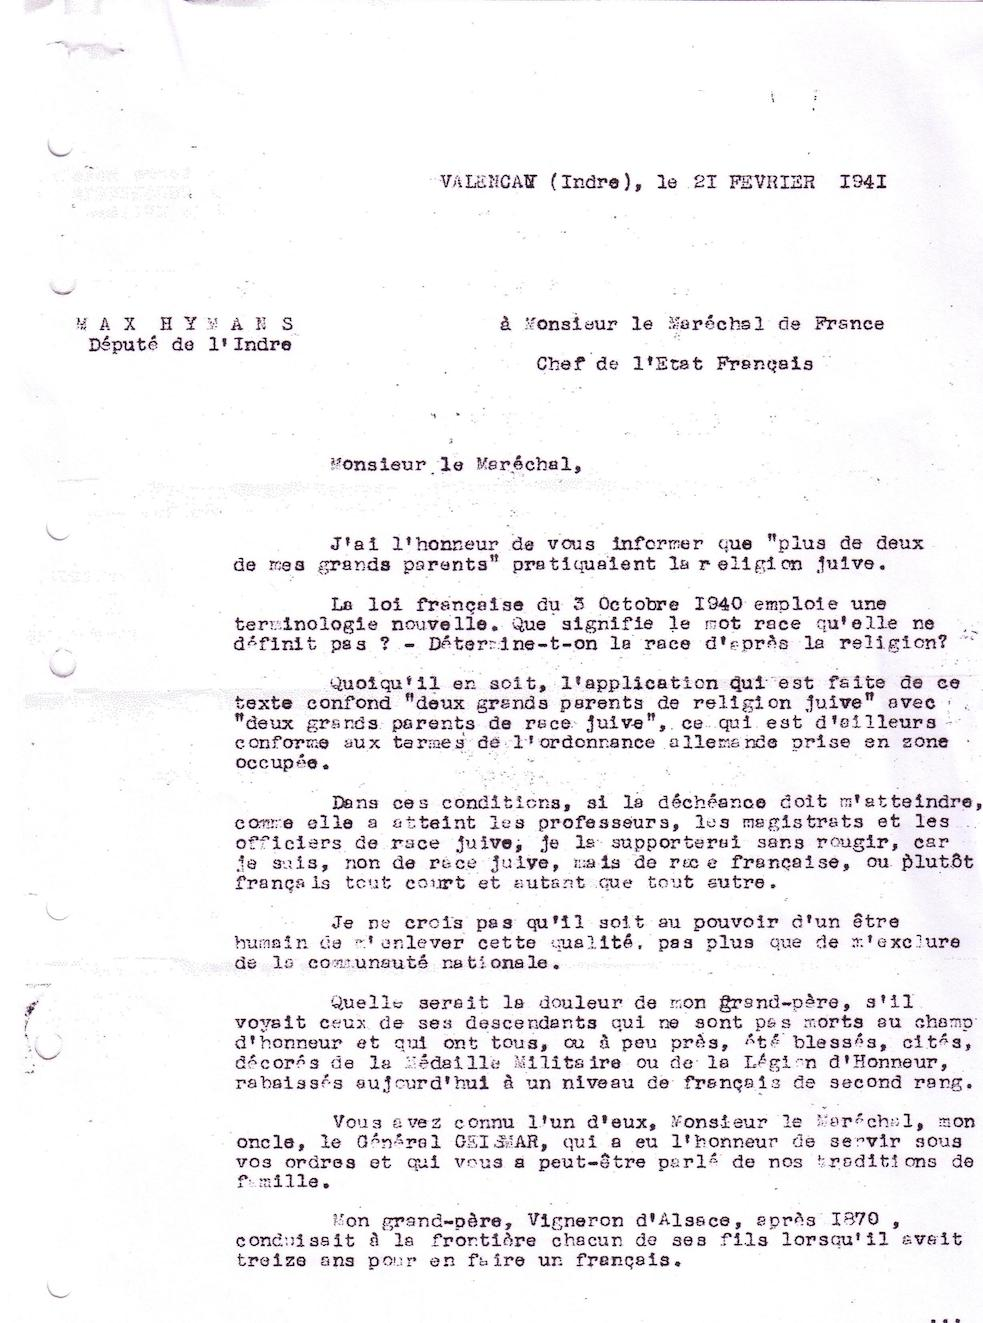 VALENCAY (Indre), le 2I FEVRIER I94I
M A X  H Y M A N S
Député de l'Indre
à Monsieur le Maréchal de France
Chef de l'Etat Français
Monsieur le Maréchal,
J'ai l'honneur de vous informer que "plus de deux
de mes grands parents" pratiquaient la r eligion juive.
La loi française du 3 Octobre I940 emploie une
terminologie nouvelle. Que signifie le mot race qu'elle ne
définit pas ? - Détermine-t-on la race d'après la religion?
Quoiqu'il en soit, l'application qui est faite de ce
texte confond "deux grands parents de religion juive" avec
"deux grands parents de race juive", ce qui est d'ailleurs
conforme aux termes de l'ordonnance allemande prise en zone
occupée.
Dans ces conditions, si la déchéance doit m'atteindre,
comme elle a atteint les professeurs, les magistrats et les
officiers de race juive, je la supporterai sans rougir, car
je suis, non de race juive, mais de race française, ou plutôt
français tout court et autant que tout autre.
Je ne crois pas qu'il soit au pouvoir d'un être
humain de m'enlever cette qualité, pas plus que de m'exclure
de la communauté nationale.
Quelle serait la douleur de mon grand-père, s'il
voyait ceux de ses descendants qui ne sont pas morts au champ
d'honneur et qui ont tous, ou à peu près, été blessés, cités,
décorés de la Médaille Militaire ou de la Légion d'Honneur,
rabaissés aujourd'hui à un niveau de français de second rang.
Vous avez connu l'un d'eux, Monsieur le Maréchal, mon
oncle, le Général GEISMAR, qui a eu l'honneur de servir sous
vos ordres et qui vous a peut-être parlé de nos traditions de
famille.
Mon grand-père, Vigneron d'Alsace, après I870 ,
conduisait à la frontière chacun de ses fils lorsqu'il avait
treize ans pour en faire un français.
...